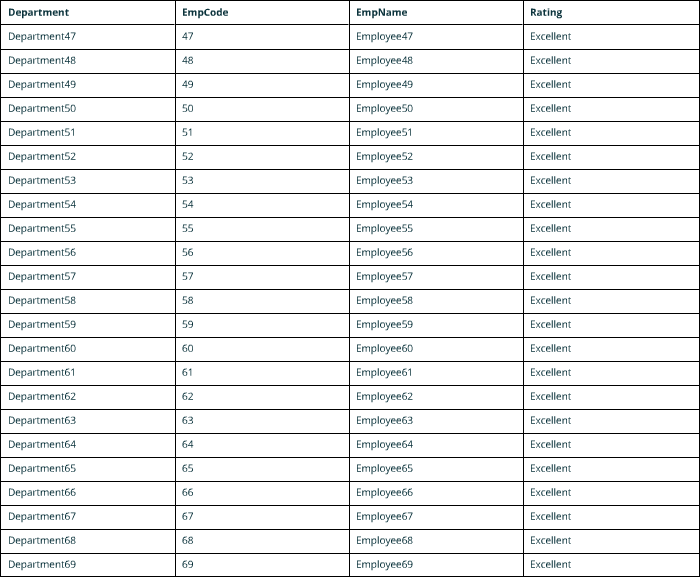 Department EmpCode EmpName Rating
Department47 47 Employee47 Excellent
Department48 48 Employee48 Excellent
Department49 49 Employee49 Excellent
Department50 50 Employee50 Excellent
Department51 51 Employee51 Excellent
Department52 52 Employee52 Excellent
Department53 53 Employee53 Excellent
Department54 54 Employee54 Excellent
Department55 55 Employee55 Excellent
Department56 56 Employee56 Excellent
Department57 57 Employee57 Excellent
Department58 58 Employee58 Excellent
Department59 59 Employee59 Excellent
Department60 60 Employee60 Excellent
Department61 61 Employee61 Excellent
Department62 62 Employee62 Excellent
Department63 63 Employee63 Excellent
Department64 64 Employee64 Excellent
Department65 65 Employee65 Excellent
Department66 66 Employee66 Excellent
Department67 67 Employee67 Excellent
Department68 68 Employee68 Excellent
Department69 69 Employee69 Excellent